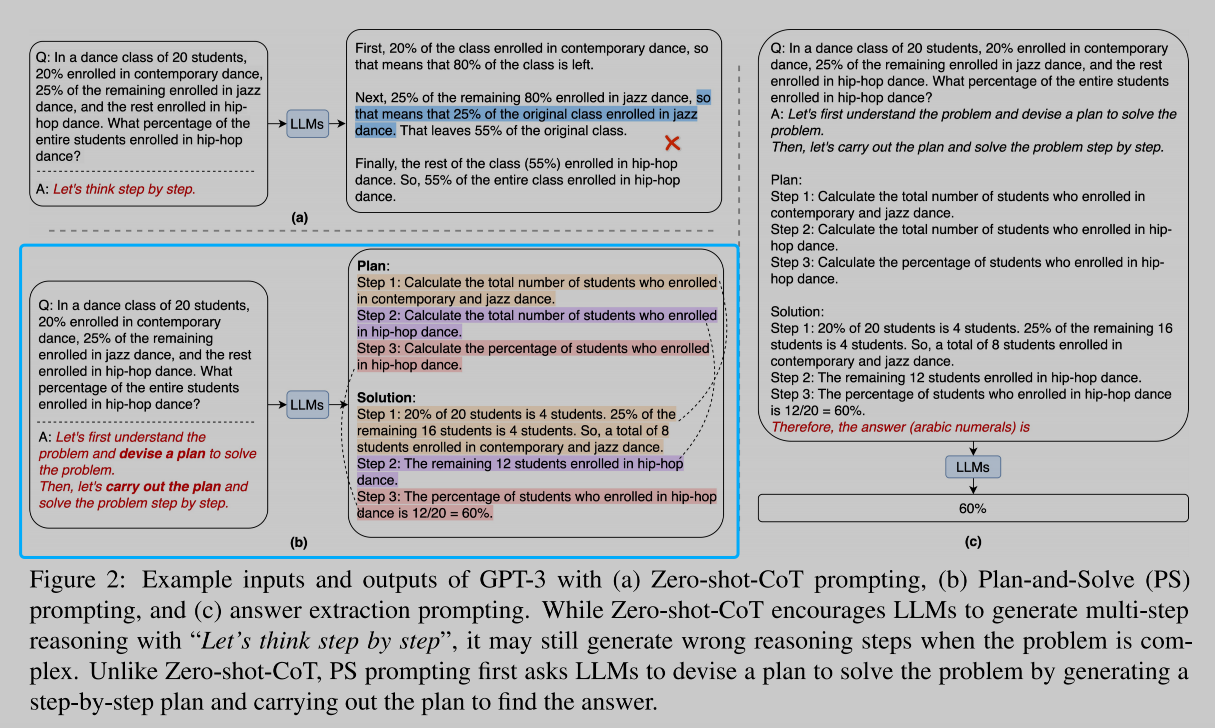 Q: In a dance class of 20 students,
20% enrolled in contemporary dance,
25% of the remaining enrolled in jazz
dance, and the rest enrolled in hip-
hop dance. What percentage of the
entire students enrolled in hip-hop
dance?
A: Let's think step by step.
LLMs
First, 20% of the class enrolled in contemporary dance, so
that means that 80% of the class is left.
Next, 25% of the remaining 80% enrolled in jazz dance, so
that means that 25% of the original class enrolled in jazz
dance. That leaves 55% of the original class.
Finally, the rest of the class (55%) enrolled in hip-hop
dance. So, 55% of the entire class enrolled in hip-hop
dance.
(a)
Q: In a dance class of 20 students,
20% enrolled in contemporary
dance, 25% of the remaining
enrolled in jazz dance, and the rest
enrolled in hip-hop dance. What
percentage of the entire students
enrolled in hip-hop dance?
A: Let's first understand the
problem and devise a plan to solve
the problem.
Then, let's carry out the plan and
solve the problem step by step.
LLMs
Plan:
Step 1: Calculate the total number of students who enrolled
in contemporary and jazz dance.
Step 2: Calculate the total number of students who enrolled
in hip-hop dance.
Step 3: Calculate the percentage of students who enrolled
in hip-hop dance.
Solution:
Step 1: 20% of 20 students is 4 students. 25% of the
remaining 16 students is 4 students. So, a total of 8
students enrolled in contemporary and jazz dance.
Step 2: The remaining 12 students enrolled in hip-hop
dance.
Step 3: The percentage of students who enrolled in hip-hop
dance is 12/20 = 60%.
(b)
Q: In a dance class of 20 students, 20% enrolled in contemporary
dance, 25% of the remaining enrolled in jazz dance, and the rest
enrolled in hip-hop dance. What percentage of the entire students
enrolled in hip-hop dance?
A: Let's first understand the problem and devise a plan to solve the
problem.
Then, let's carry out the plan and solve the problem step by step.
Plan:
Step 1: Calculate the total number of students who enrolled in
contemporary and jazz dance.
Step 2: Calculate the total number of students who enrolled in hip-
hop dance.
Step 3: Calculate the percentage of students who enrolled in hip-
hop dance.
Solution:
Step 1: 20% of 20 students is 4 students. 25% of the remaining 16
students is 4 students. So, a total of 8 students enrolled in
contemporary and jazz dance.
Step 2: The remaining 12 students enrolled in hip-hop dance.
Step 3: The percentage of students who enrolled in hip-hop dance
is 12/20 = 60%.
Therefore, the answer (arabic numerals) is
LLMs
60%
(c)
Figure 2: Example inputs and outputs of GPT-3 with (a) Zero-shot-CoT prompting, (b) Plan-and-Solve (PS)
prompting, and (c) answer extraction prompting. While Zero-shot-CoT encourages LLMs to generate multi-step
reasoning with “Let’s think step by step”, it may still generate wrong reasoning steps when the problem is com-
plex. Unlike Zero-shot-CoT, PS prompting first asks LLMs to devise a plan to solve the problem by generating a
step-by-step plan and carrying out the plan to find the answer.